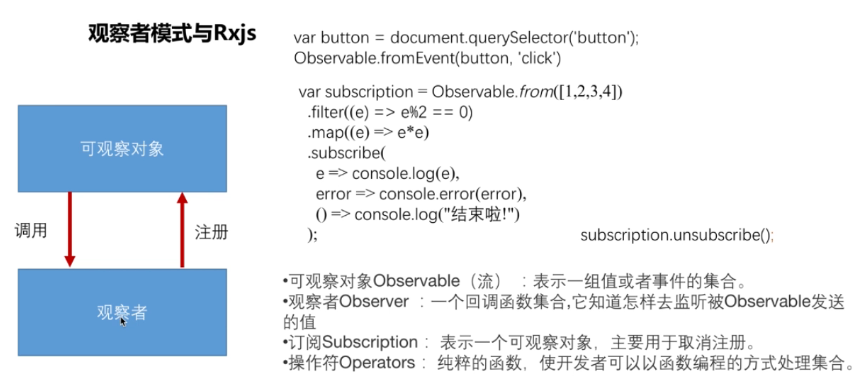 观察者模式与Rxjs
var button = document.querySelector('button');
Observable.fromEvent(button, 'click')
var subscription = Observable.from([1,2,3,4])
.filter((e) => e%2 == 0)
.map((e) => e*e)
.subscribe(
e => console.log(e),
error => console.error(error),
() => console.log("结束啦!")
);
subscription.unsubscribe();
可观察对象
调用
注册
观察者
•可观察对象Observable（流）：表示一组值或者事件的集合。
•观察者Observer ：一个回调函数集合,它知道怎样去监听被Observable发送
的值
•订阅Subscription ：表示一个可观察对象，主要用于取消注册。
•操作符Operators ：纯粹的函数，使开发者可以以函数编程的方式处理集合。